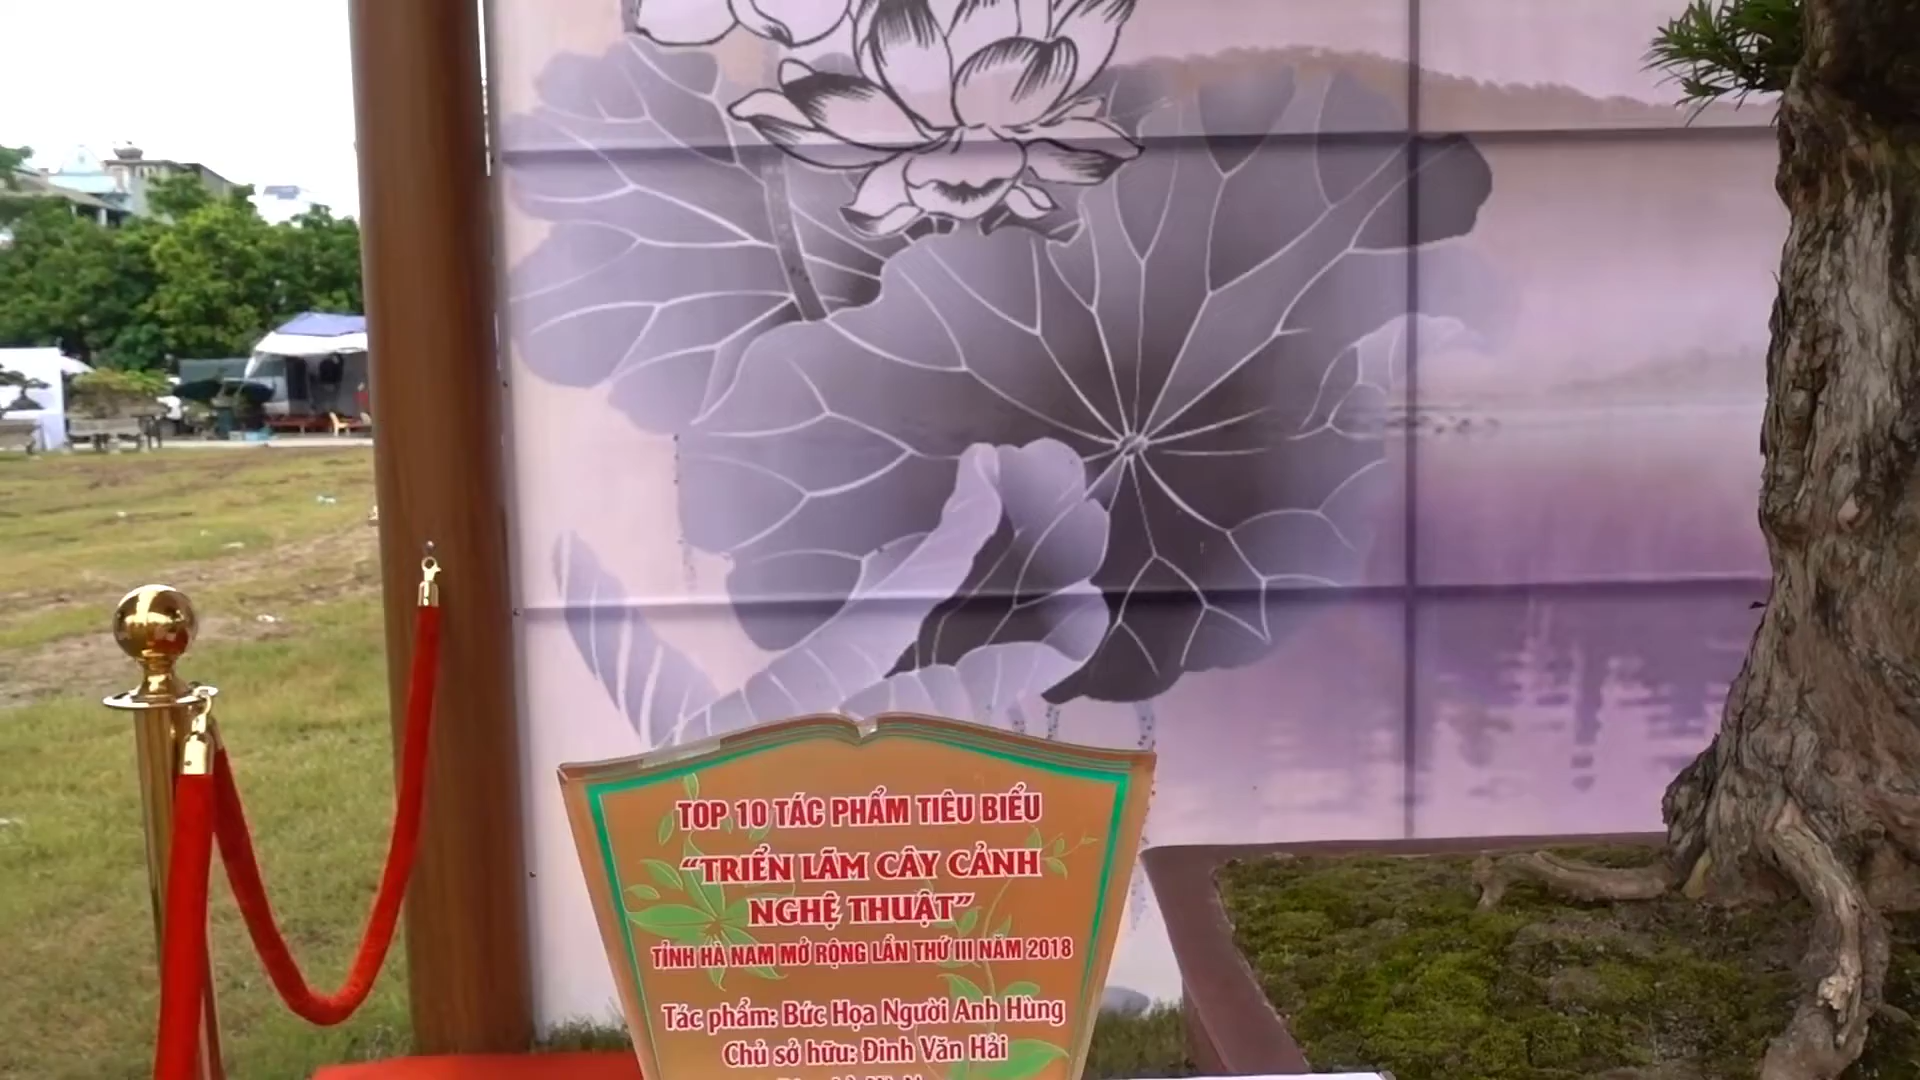 TOP 10 TÁC PHẨM TIÊU BIỂU
“TRIỂN LÃM CÂY CẢNH
NGHỆ THUẬT”
TỈNH HÀ NAM MỞ RỘNG LẦN THỨ III NĂM 2018
Tác phẩm: Bức Họa Người Anh Hùng
Chủ sở hữu: Đinh Văn Hải